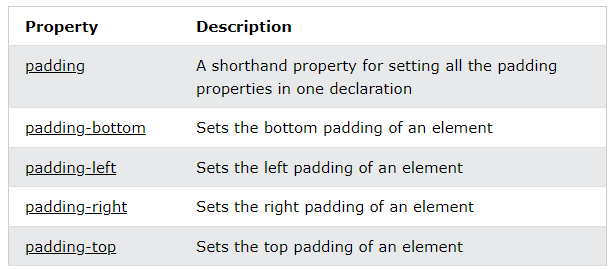 Property Description
padding A shorthand property for setting all the padding
properties in one declaration
padding-bottom Sets the bottom padding of an element
padding-left Sets the left padding of an element
padding-right Sets the right padding of an element
padding-top Sets the top padding of an element